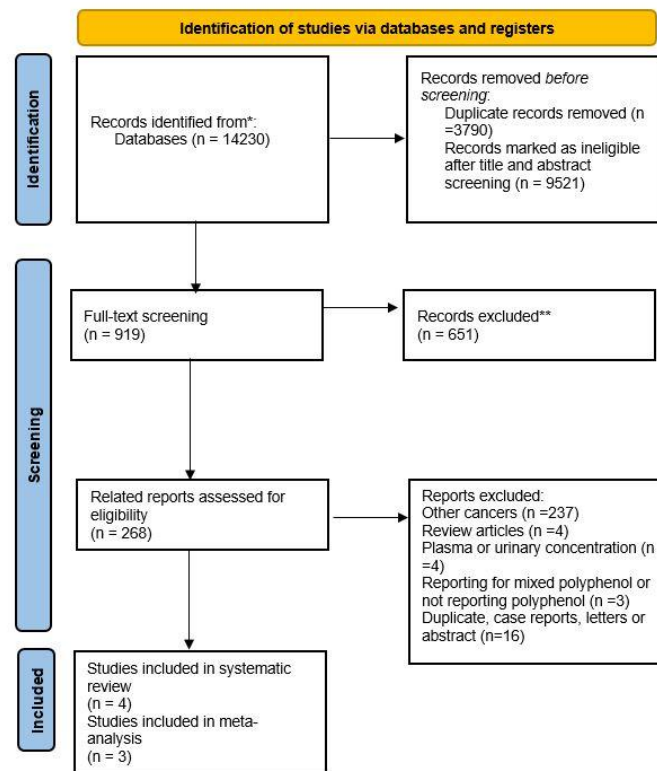 Identification of studies via databases and registers
Identification
Records identified from*:
Databases (n = 14230)
Records removed before
screening:
Duplicate records removed (n
=3790)
Records marked as ineligible
after title and abstract
screening (n = 9521)
Screening
Full-text screening
(n = 919)
Records excluded**
(n = 651)
Related reports assessed for
eligibility
(n = 268)
Reports excluded:
Other cancers (n =237)
Review articles (n =4)
Plasma or urinary concentration (n
=4)
Reporting for mixed polyphenol or
not reporting polyphenol (n =3)
Duplicate, case reports, letters or
abstract (n=16)
Included
Studies included in systematic
review
(n = 4)
Studies included in meta-
analysis
(n = 3)